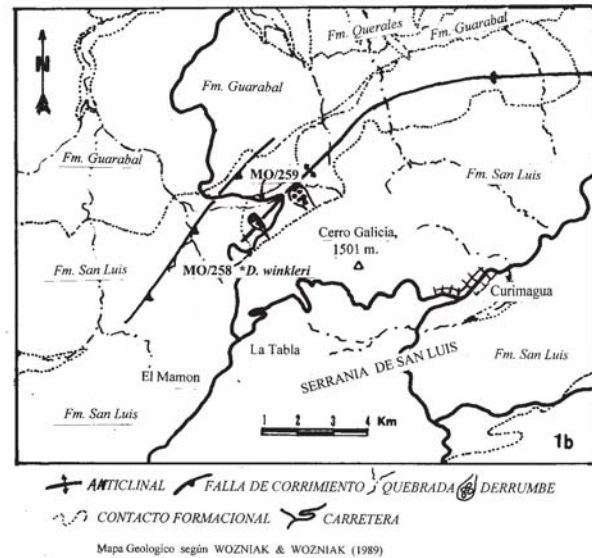 Fm. Querales
Fm. Guarabal
N
Fm. Guarabal
Fm. Guarabal
MO/259
Fm. San Luis
Cerro Galicia,
1501 m.
Fm. San Luis
MO/258 *D. winkleri
Curimagua
La Tabla
SERRANIA DE SAN LUIS
El Mamon
Fm. San Luis
Fm. San Luis
1 2 3 4 Km
1b
ANTICLINAL FALLA DE CORRIMIENTO QUEBRADA DERRUMBE
CONTACTO FORMACIONAL CARRETERA
Mapa Geologico según WOZNIAK & WOZNIAK (1989)